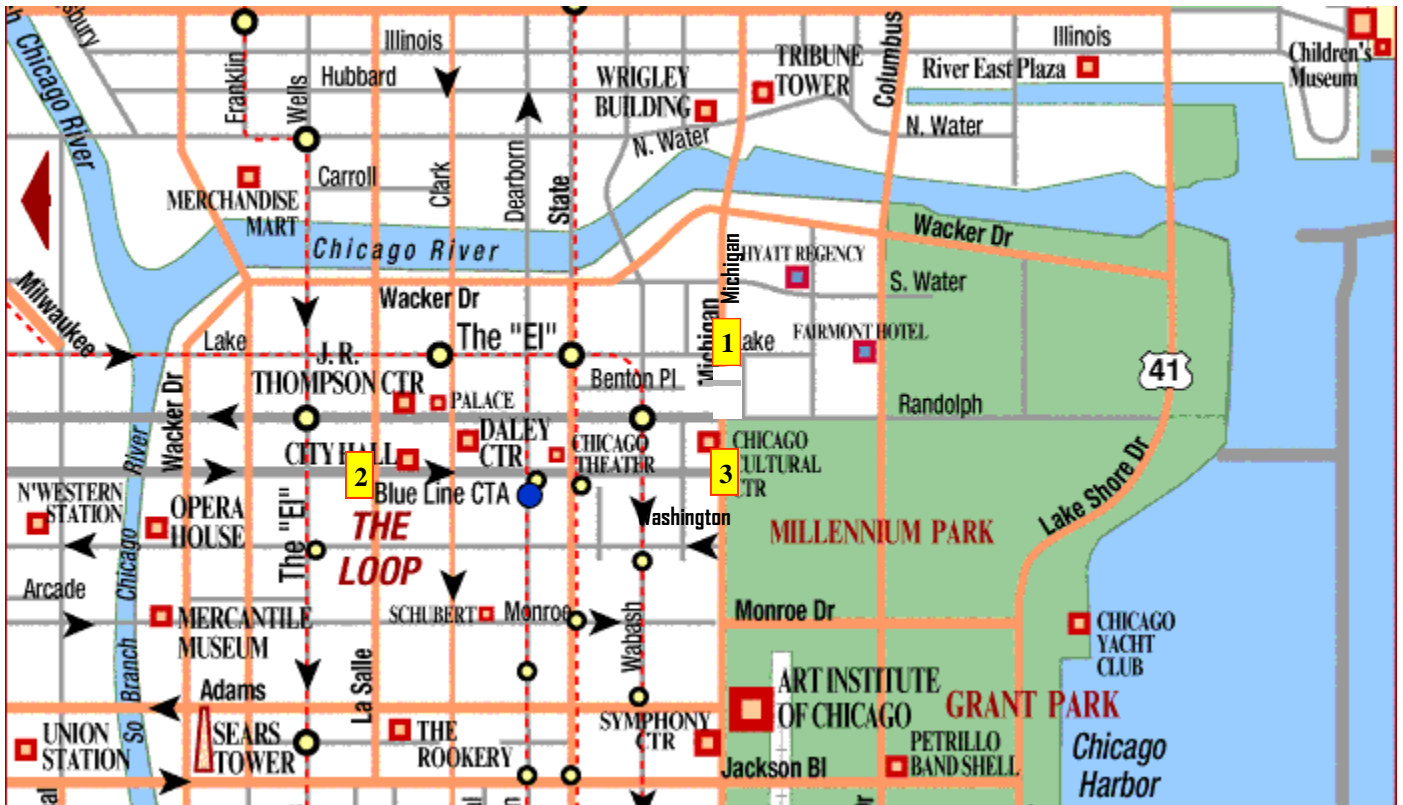 Illinois
Illinois
Columbus
Children's
Museum
Franklin
Wells
Hubbard
WRIGLEY
BUILDING
TRIBUNE
TOWER
River East Plaza
Chicago River
N. Water
N. Water
Carroll
Clark
Dearborn
State
MERCHANDISE
MART
Chicago River
Michigan
Wacker Dr
HYATT REGENCY
S. Water
Milwaukee
Wacker Dr
Michigan
Lake
The "El"
1
FAIRMONT HOTEL
41
J. R.
THOMPSON CTR
Benton Pl
Wacker Dr
PALACE
Randolph
River
CITY HALL
DALEY
CTR
CHICAGO
THEATER
CHICAGO
CULTURAL
CTR
2
3
Lake Shore Dr
N'WESTERN
STATION
OPERA
HOUSE
Blue Line CTA
Washington
The "El"
THE
LOOP
MILLENNIUM PARK
Chicago
Arcade
MERCANTILE
MUSEUM
SCHUBERT
Monroe
Wabash
Monroe Dr
CHICAGO
YACHT
CLUB
So Branch
La Salle
Adams
ART INSTITUTE
OF CHICAGO
GRANT PARK
UNION
STATION
SEARS
TOWER
THE
ROOKERY
SYMPHONY
CTR
PETRILLO
BAND SHELL
Chicago
Harbor
Jackson Bl